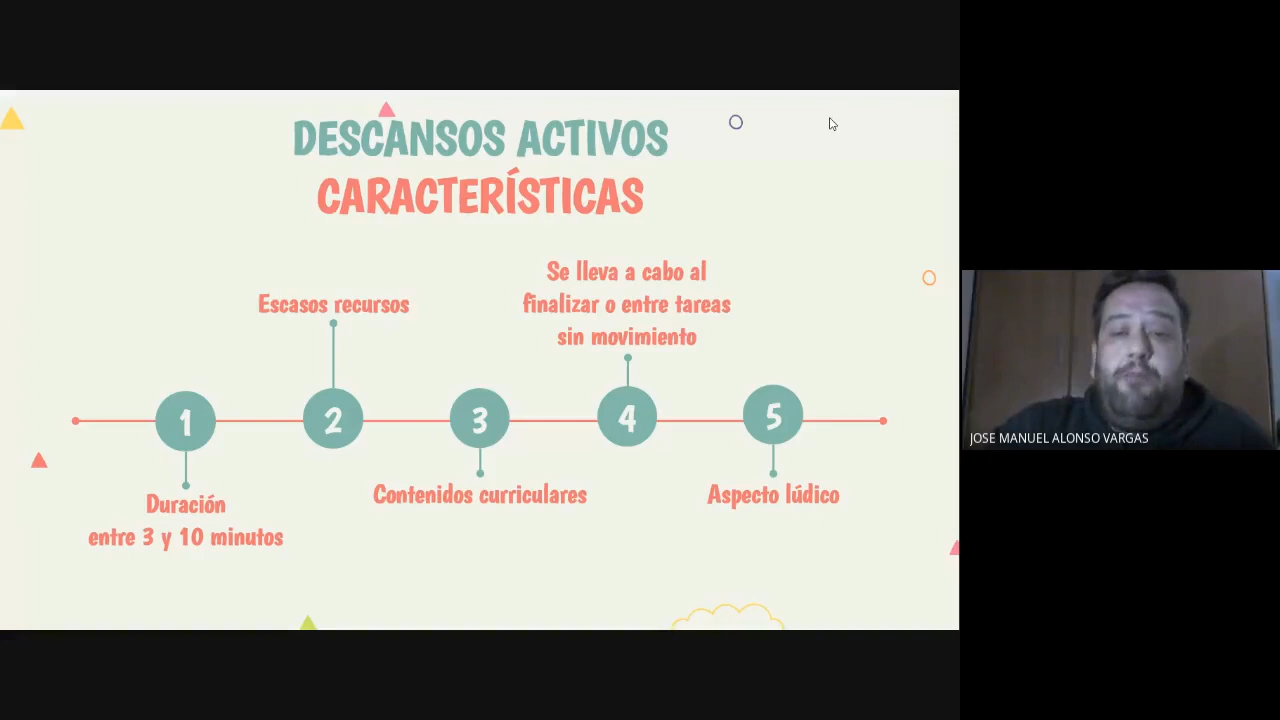 DESCANSOS ACTIVOS
CARACTERÍSTICAS
Se lleva a cabo al
finalizar o entre tareas
sin movimiento
Escasos recursos
1
2
3
4
5
Duración
entre 3 y 10 minutos
Contenidos curriculares
Aspecto lúdico
JOSE MANUEL ALONSO VARGAS